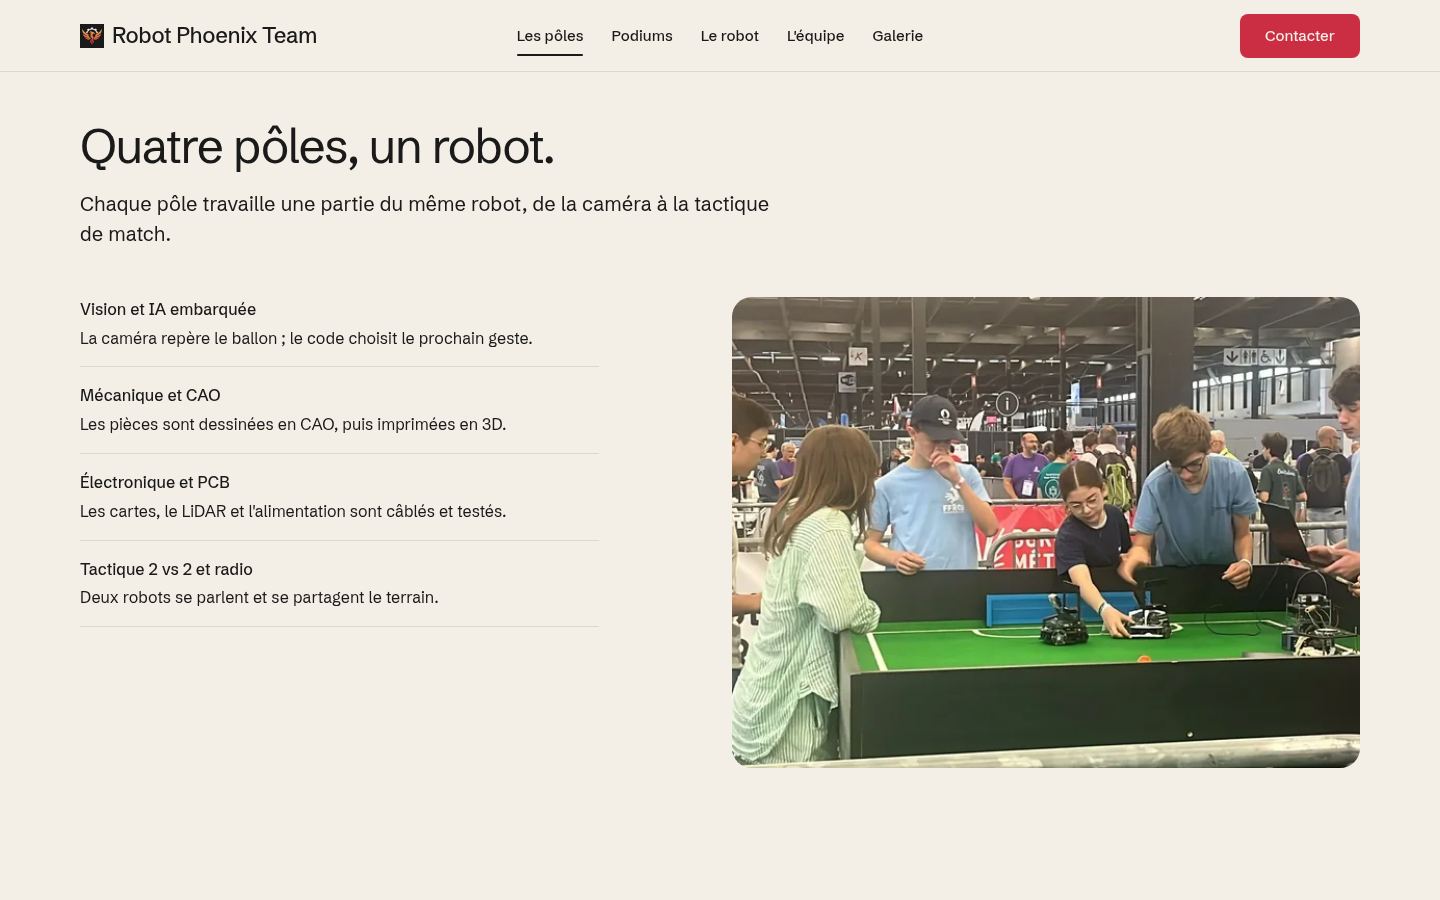 Robot Phoenix Team
Les pôles
Podiums
Le robot
L'équipe
Galerie
Contacter
Quatre pôles, un robot.
Chaque pôle travaille une partie du même robot, de la caméra à la tactique
de match.
Vision et IA embarquée
La caméra repère le ballon ; le code choisit le prochain geste.
Mécanique et CAO
Les pièces sont dessinées en CAO, puis imprimées en 3D.
Électronique et PCB
Les cartes, le LiDAR et l'alimentation sont câblés et testés.
Tactique 2 vs 2 et radio
Deux robots se parlent et se partagent le terrain.